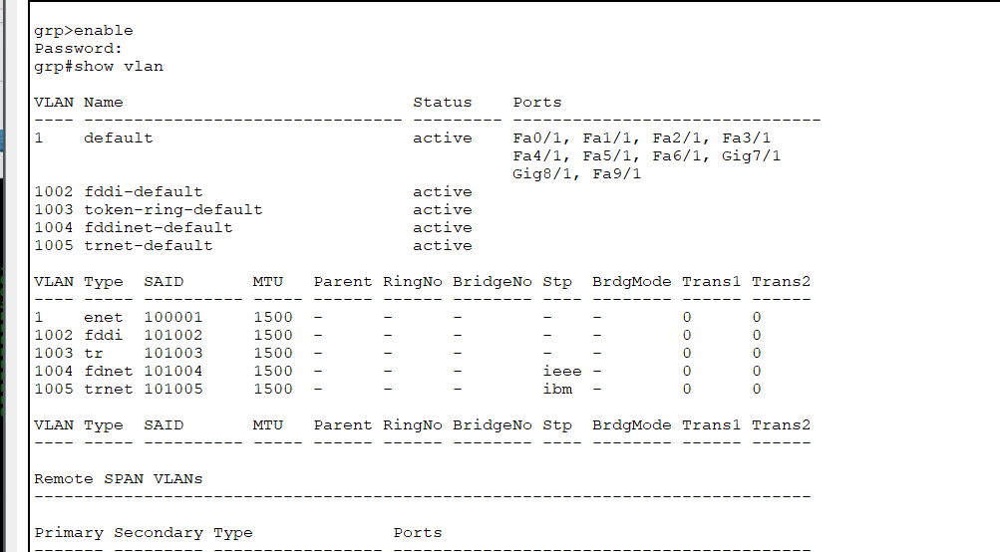 grp>enable
Password:
grp#show vlan
VLAN Name                             Status    Ports
---- -------------------------------- --------- -------------------------------
1    default                          active    Fa0/1, Fa1/1, Fa2/1, Fa3/1
                                                Fa4/1, Fa5/1, Fa6/1, Gig7/1
                                                Gig8/1, Fa9/1
1002 fddi-default                     active
1003 token-ring-default               active
1004 fddinet-default                  active
1005 trnet-default                    active
VLAN Type  SAID       MTU   Parent RingNo BridgeNo Stp  BrdgMode Trans1 Trans2
---- ----- ---------- ----- ------ ------ -------- ---- -------- ------ ------
1    enet  100001     1500  -      -      -        -    -        0      0
1002 fddi  101002     1500  -      -      -        -    -        0      0
1003 tr    101003     1500  -      -      -        -    -        0      0
1004 fdnet 101004     1500  -      -      -        ieee -        0      0
1005 trnet 101005     1500  -      -      -        ibm  -        0      0
VLAN Type  SAID       MTU   Parent RingNo BridgeNo Stp  BrdgMode Trans1 Trans2
---- ----- ---------- ----- ------ ------ -------- ---- -------- ------ ------
Remote SPAN VLANs
------------------------------------------------------------------------------
Primary Secondary Type              Ports
------- --------- ----------------- ------------------------------------------